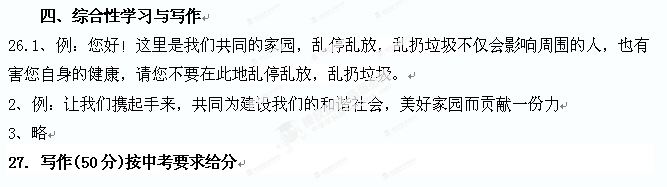 四、综合性学习与写作
26.1、例：您好！这里是我们共同的家园，乱停乱放，乱扔垃圾不仅会影响周围的人，也有
害您自身的健康，请您不要在此地乱停乱放，乱扔垃圾。
2、例：让我们携起手来，共同为建设我们的和谐社会，美好家园而贡献一份力
3、略
27．写作(50分)按中考要求给分